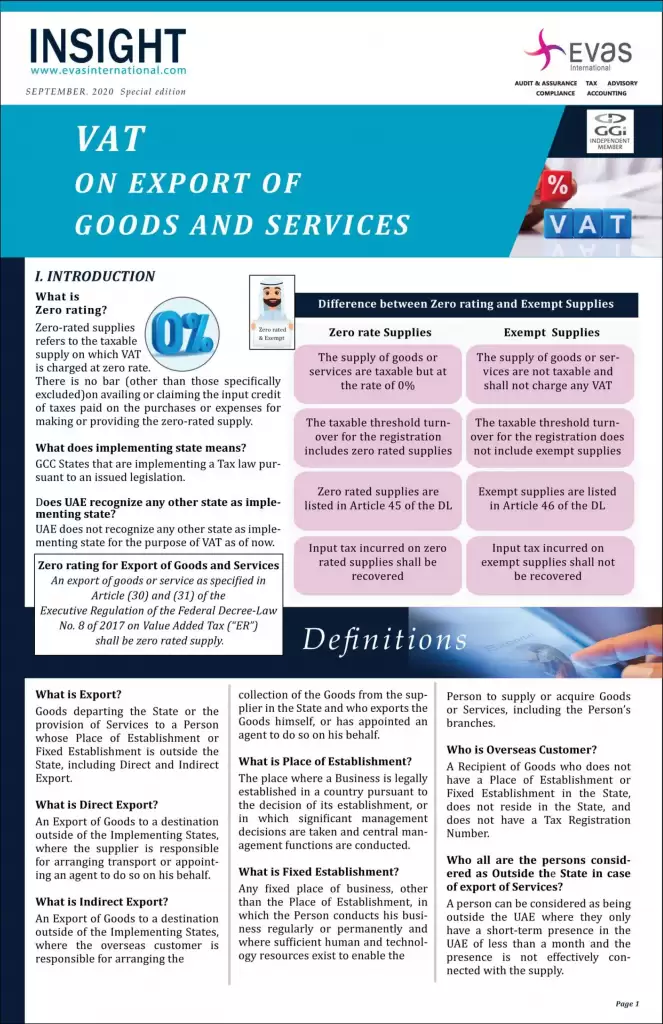 INSIGHT
www.evasinternational.com
SEPTEMBER. 2020 Special edition
Evas
International
AUDIT & ASSURANCE TAX ADVISORY
COMPLIANCE ACCOUNTING
VAT
ON EXPORT OF
GOODS AND SERVICES
GGi
INDEPENDENT
MEMBER
%
VAT
I. INTRODUCTION
What is
Zero rating?
Zero-rated supplies
refers to the taxable
supply on which VAT
is charged at zero rate.
There is no bar (other than those specifically
excluded)on availing or claiming the input credit
of taxes paid on the purchases or expenses for
making or providing the zero-rated supply.
0%
Zero rated
& Exempt
What does implementing state means?
GCC States that are implementing a Tax law pur-
suant to an issued legislation.
Does UAE recognize any other state as imple-
menting state?
UAE does not recognize any other state as imple-
menting state for the purpose of VAT as of now.
Zero rating for Export of Goods and Services
An export of goods or service as specified in
Article (30) and (31) of the
Executive Regulation of the Federal Decree-Law
No. 8 of 2017 on Value Added Tax ("ER")
shall be zero rated supply.
Difference between Zero rating and Exempt Supplies
Zero rate Supplies
Exempt Supplies
The supply of goods or
services are taxable but at
the rate of 0%
The supply of goods or ser-
vices are not taxable and
shall not charge any VAT
The taxable threshold turn-
over for the registration
includes zero rated supplies
The taxable threshold turn-
over for the registration does
not include exempt supplies
Zero rated supplies are
listed in Article 45 of the DL
Exempt supplies are listed
in Article 46 of the DL
Input tax incurred on zero
rated supplies shall be
recovered
Input tax incurred on
exempt supplies shall not
be recovered
Definitions
What is Export?
Goods departing the State or the
provision of Services to a Person
whose Place of Establishment or
Fixed Establishment is outside the
State, including Direct and Indirect
Export.
What is Direct Export?
An Export of Goods to a destination
outside of the Implementing States,
where the supplier is responsible
for arranging transport or appoint-
ing an agent to do so on his behalf.
What is Indirect Export?
An Export of Goods to a destination
outside of the Implementing States,
where the overseas customer is
responsible for arranging the
collection of the Goods from the sup-
plier in the State and who exports the
Goods himself, or has appointed an
agent to do so on his behalf.
What is Place of Establishment?
The place where a Business is legally
established in a country pursuant to
the decision of its establishment, or
in which significant management
decisions are taken and central man-
agement functions are conducted.
What is Fixed Establishment?
Any fixed place of business, other
than the Place of Establishment, in
which the Person conducts his busi-
ness regularly or permanently and
where sufficient human and technol-
ogy resources exist to enable the
Person to supply or acquire Goods
or Services, including the Person's
branches.
Who is Overseas Customer?
A Recipient of Goods who does not
have a Place of Establishment or
Fixed Establishment in the State,
does not reside in the State, and
does not have a Tax Registration
Number.
Who all are the persons consid-
ered as Outside the State in case
of export of Services?
A person can be considered as being
outside the UAE where they only
have a short-term presence in the
UAE of less than a month and the
presence is not effectively con-
nected with the supply.
Page 1